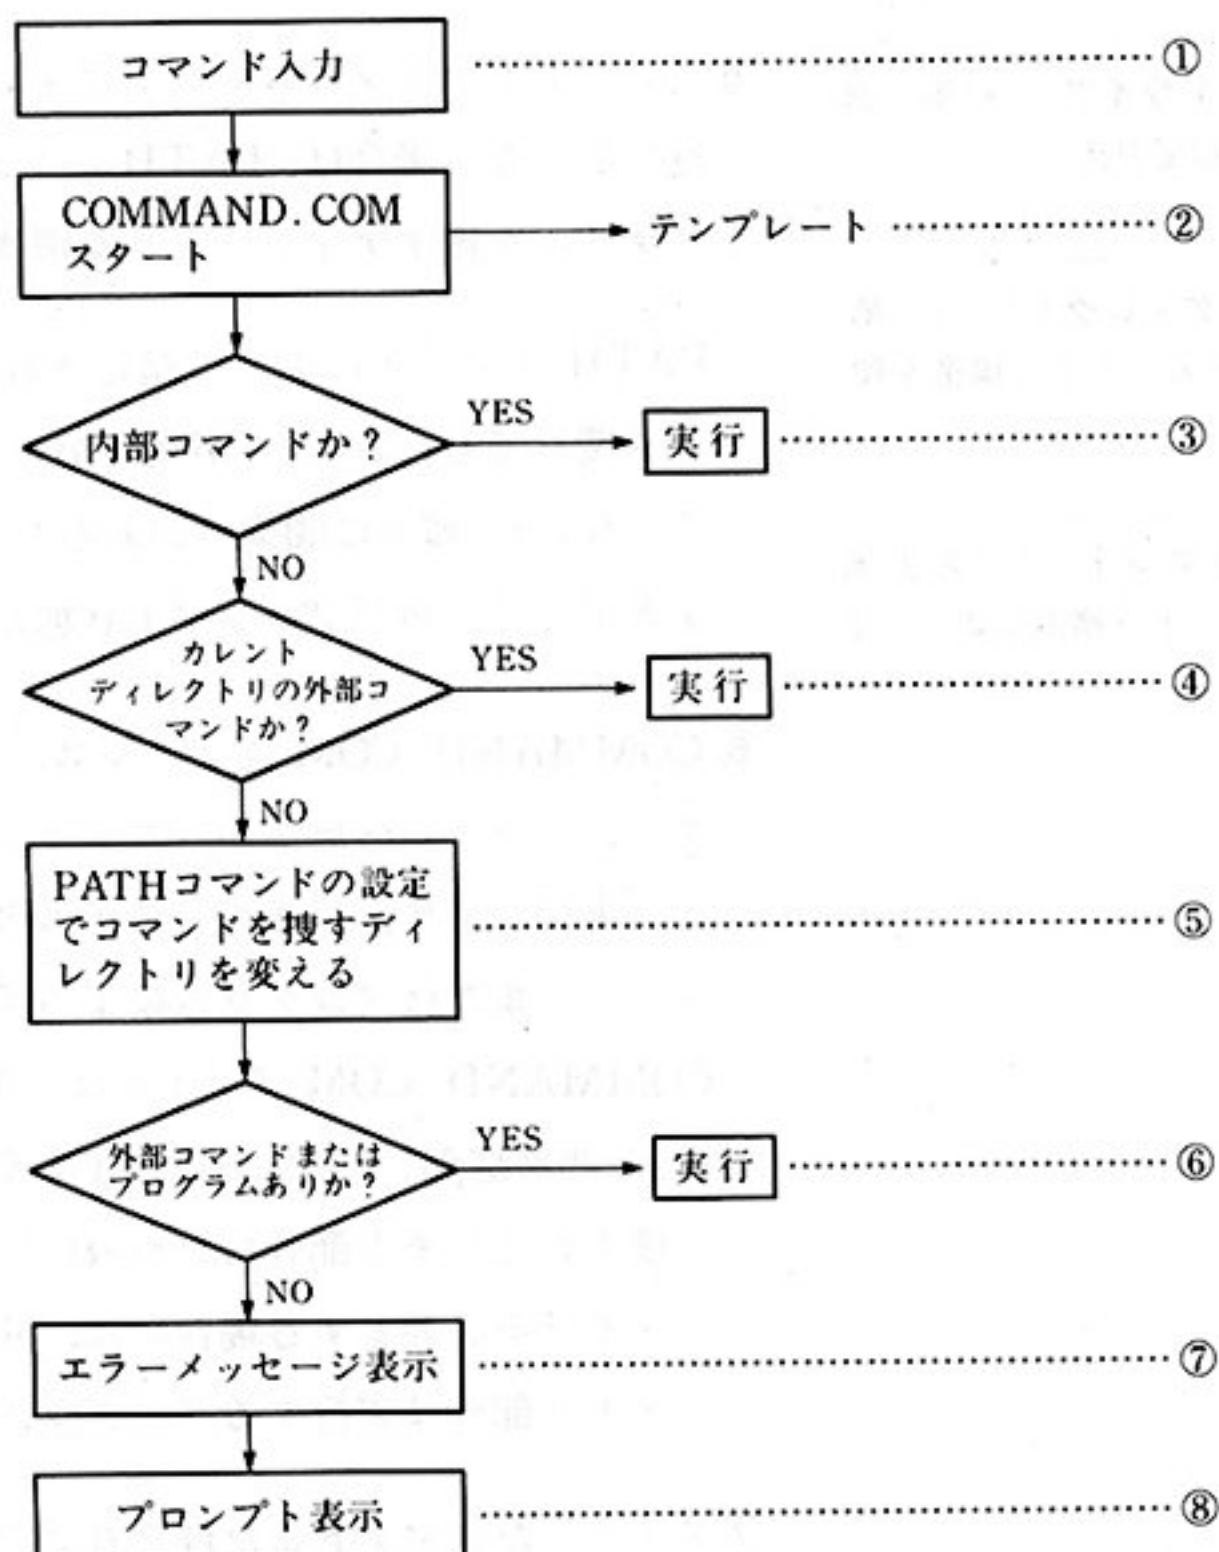 コマンド入力 ①
COMMAND.COM
スタート
テンプレート ②
内部コマンドか?
YES
実行 ③
NO
カレント
ディレクトリの外部コ
マンドか?
YES
実行 ④
NO
PATHコマンドの設定
でコマンドを捜すディ
レクトリを変える
⑤
外部コマンドまたは
プログラムありか?
YES
実行 ⑥
NO
エラーメッセージ表示 ⑦
プロンプト表示 ⑧